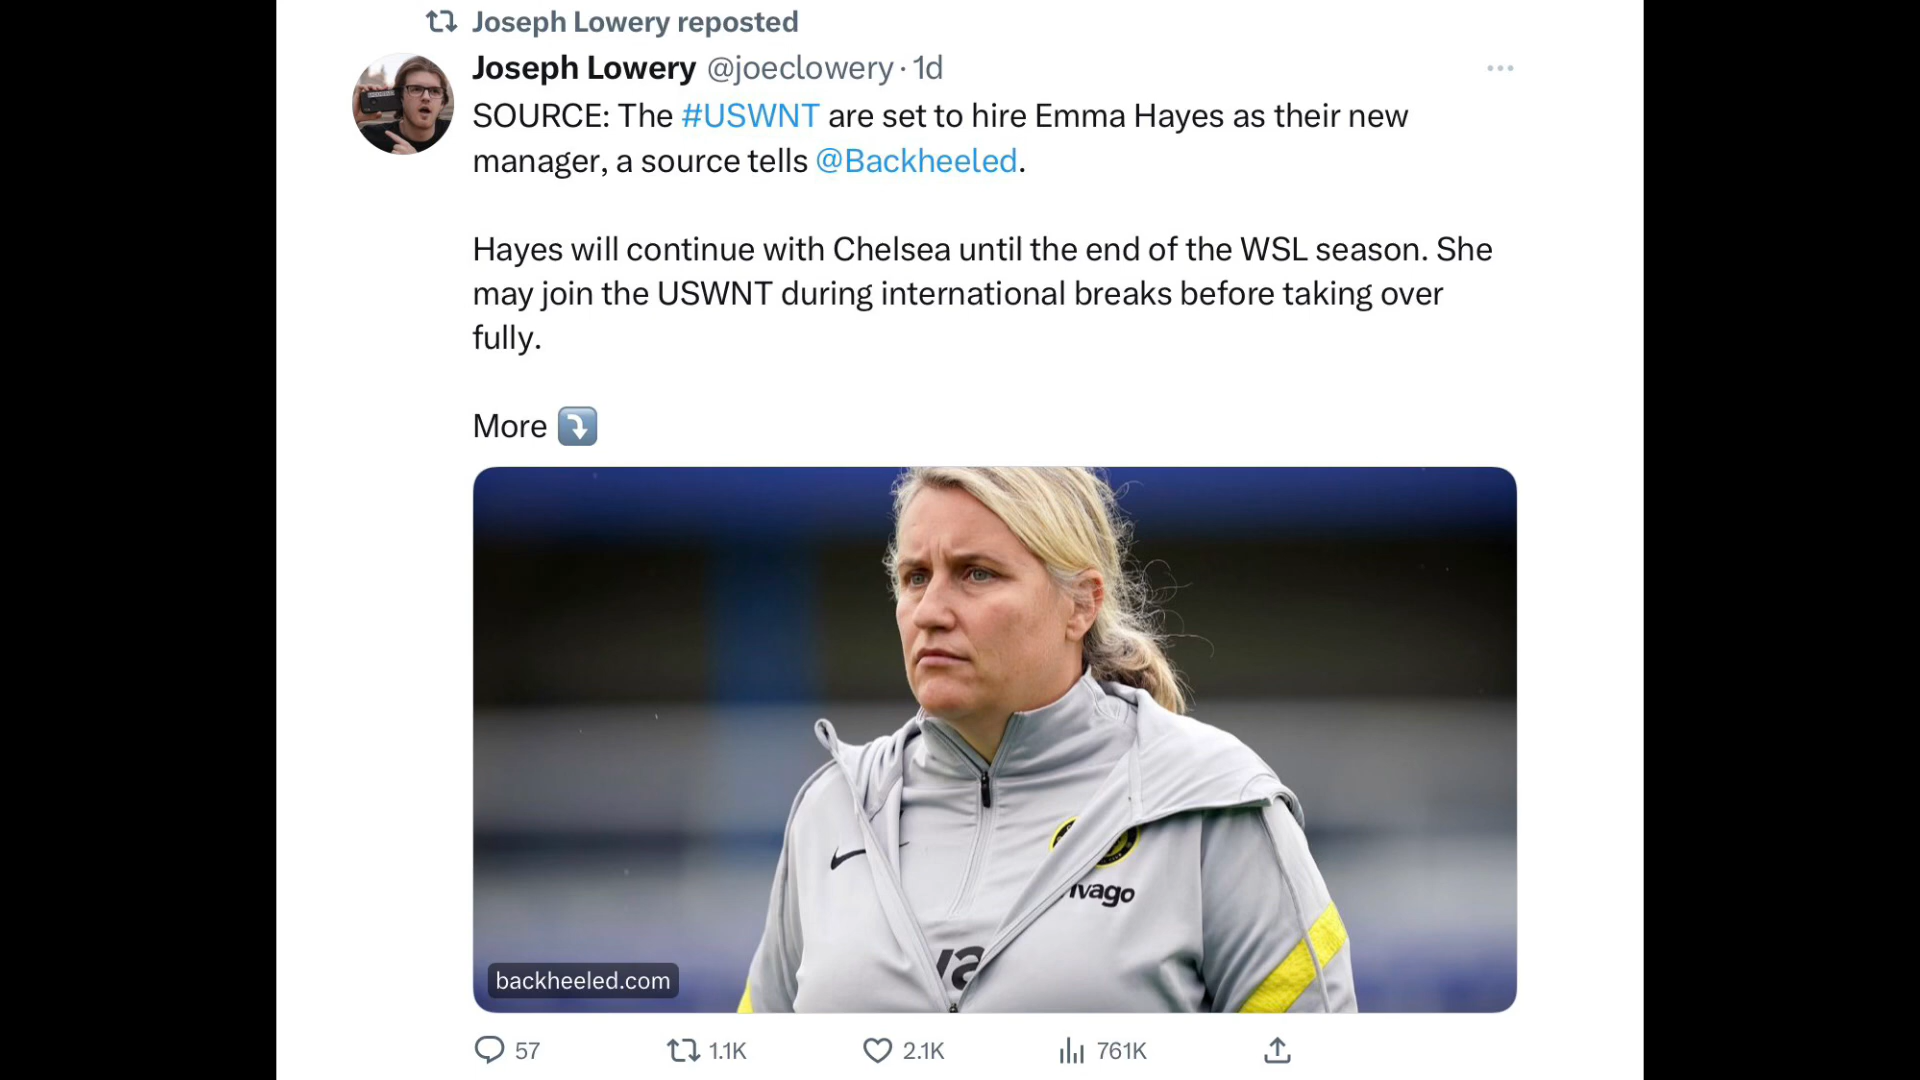 Joseph Lowery reposted
Joseph Lowery @joeclowery · 1d
SOURCE: The #USWNT are set to hire Emma Hayes as their new
manager, a source tells @Backheeled.
Hayes will continue with Chelsea until the end of the WSL season. She
may join the USWNT during international breaks before taking over
fully.
More
ivago
va
backheeled.com
57 1.1K 2.1K 761K